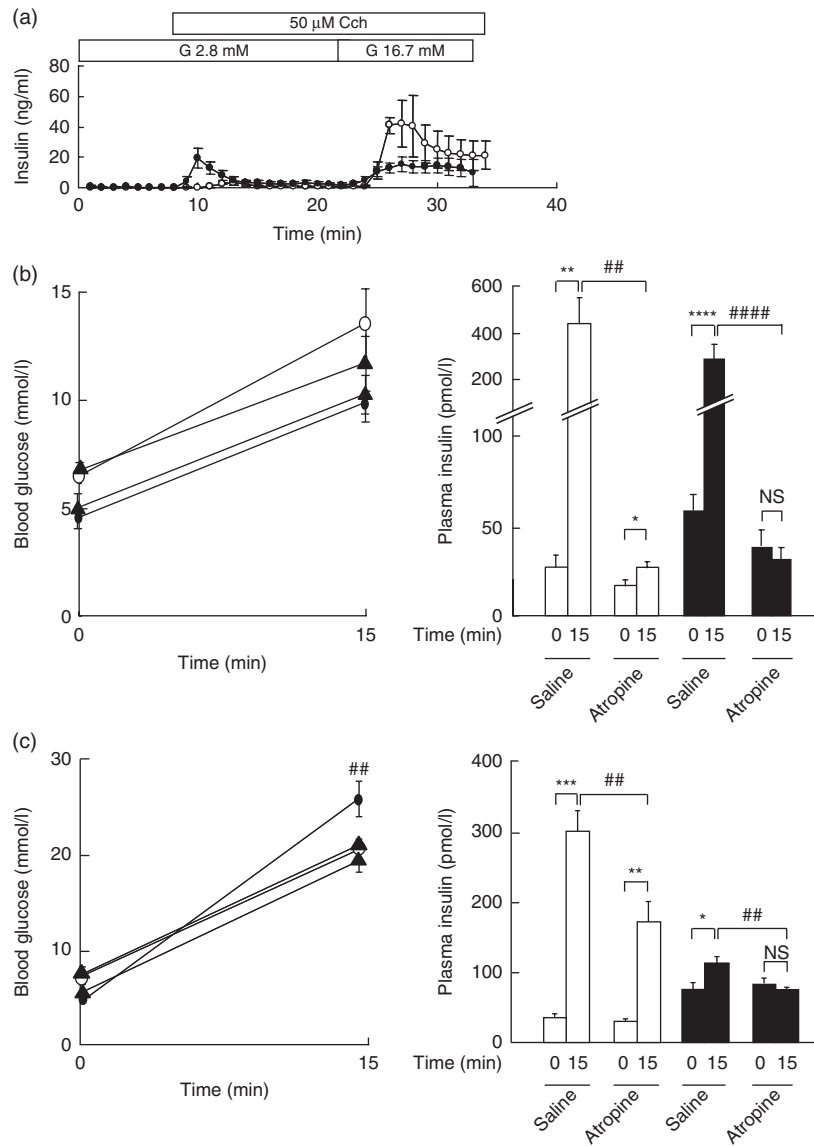 (a)
50 μM Cch
G 2.8 mM G 16.7 mM
Insulin (ng/ml)
80
60
40
20
0
0 10 20 30 40
Time (min)
(b)
Blood glucose (mmol/l)
15
10
5
0
0 15
Time (min)
Plasma insulin (pmol/l)
600
400
200
100
50
0
** ## **** ####
* NS
Time (min) 0 15 0 15 0 15 0 15
Saline Atropine Saline Atropine
(c)
Blood glucose (mmol/l)
30
20
10
0
##
0 15
Time (min)
Plasma insulin (pmol/l)
400
300
200
100
0
*** ##
** * ## NS
Time (min) 0 15 0 15 0 15 0 15
Saline Atropine Saline Atropine